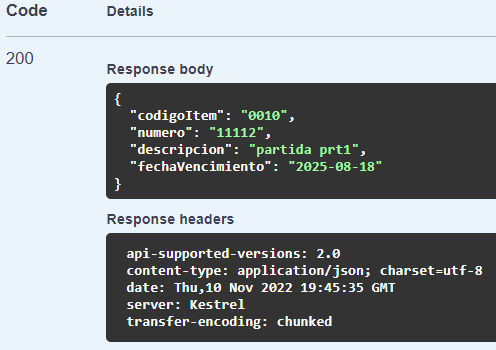 Code Details
200
Response body
{
"codigoItem": "0010",
"numero": "11112",
"descripcion": "partida prt1",
"fechaVencimiento": "2025-08-18"
}
Response headers
api-supported-versions: 2.0
content-type: application/json; charset=utf-8
date: Thu,10 Nov 2022 19:45:35 GMT
server: Kestrel
transfer-encoding: chunked